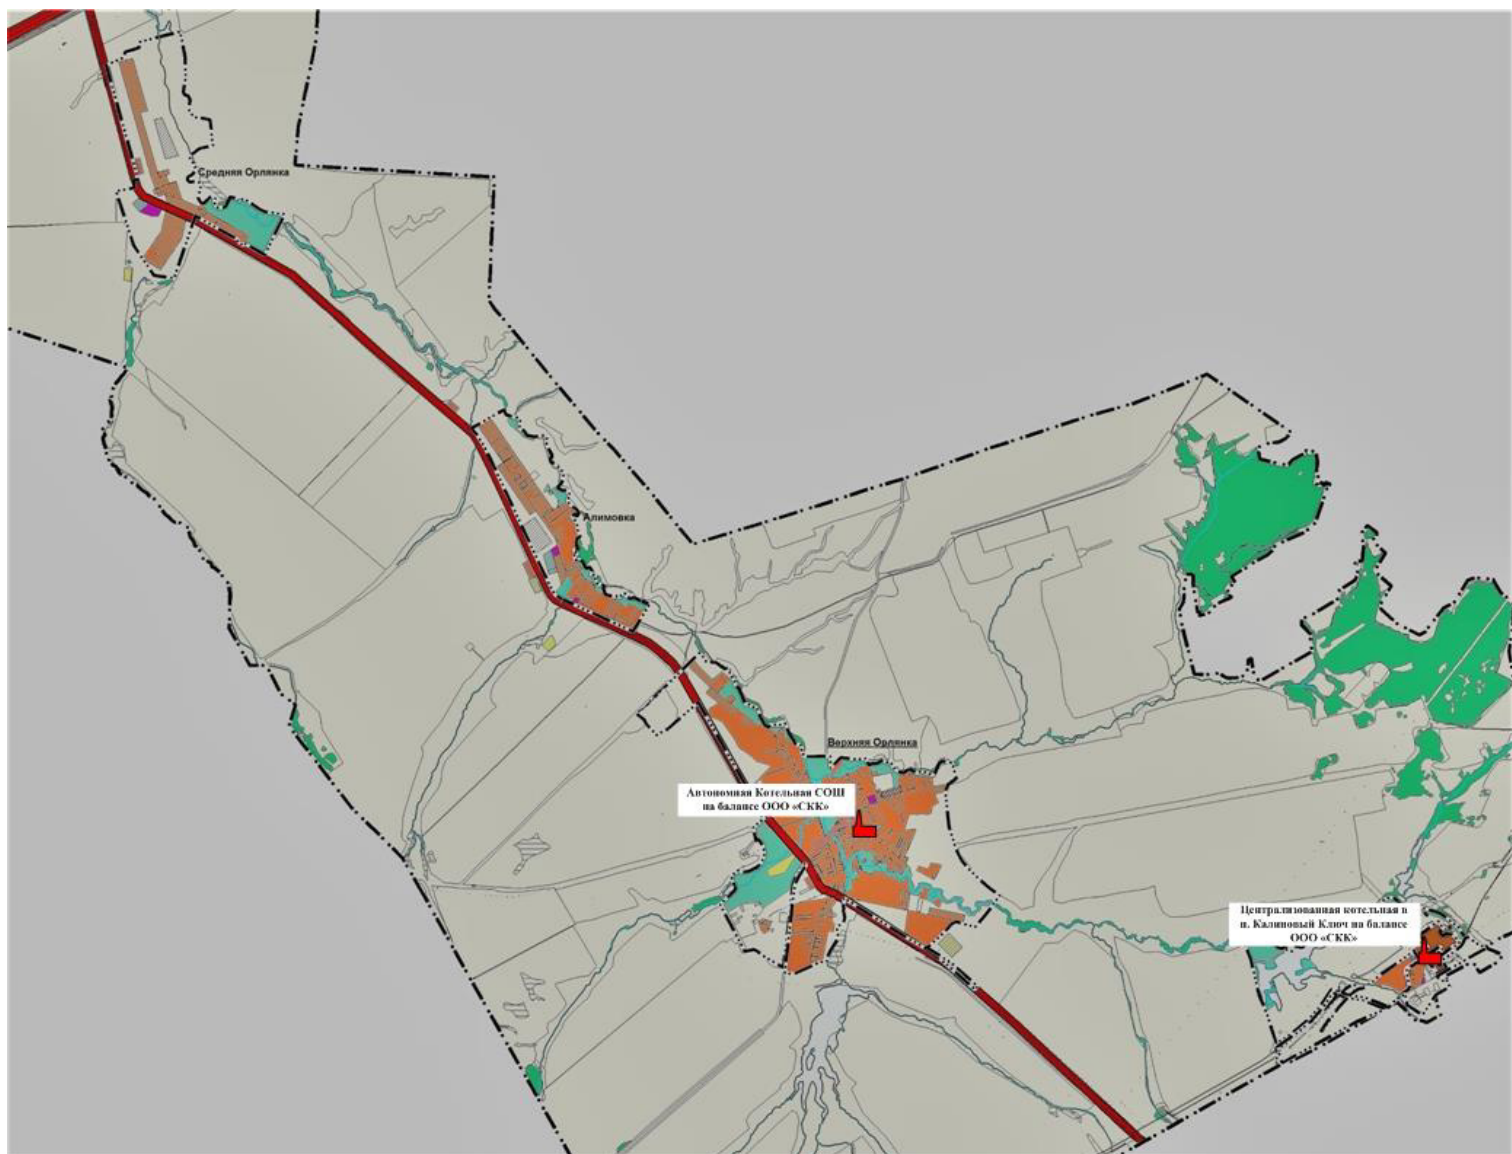 Средняя Орлянка
Алимовка
Верхняя Орлянка
Автономная Котельная СОШ
на балансе ООО «СКК»
Централизованная котельная в
п. Калиновый Ключ на балансе
ООО «СКК»